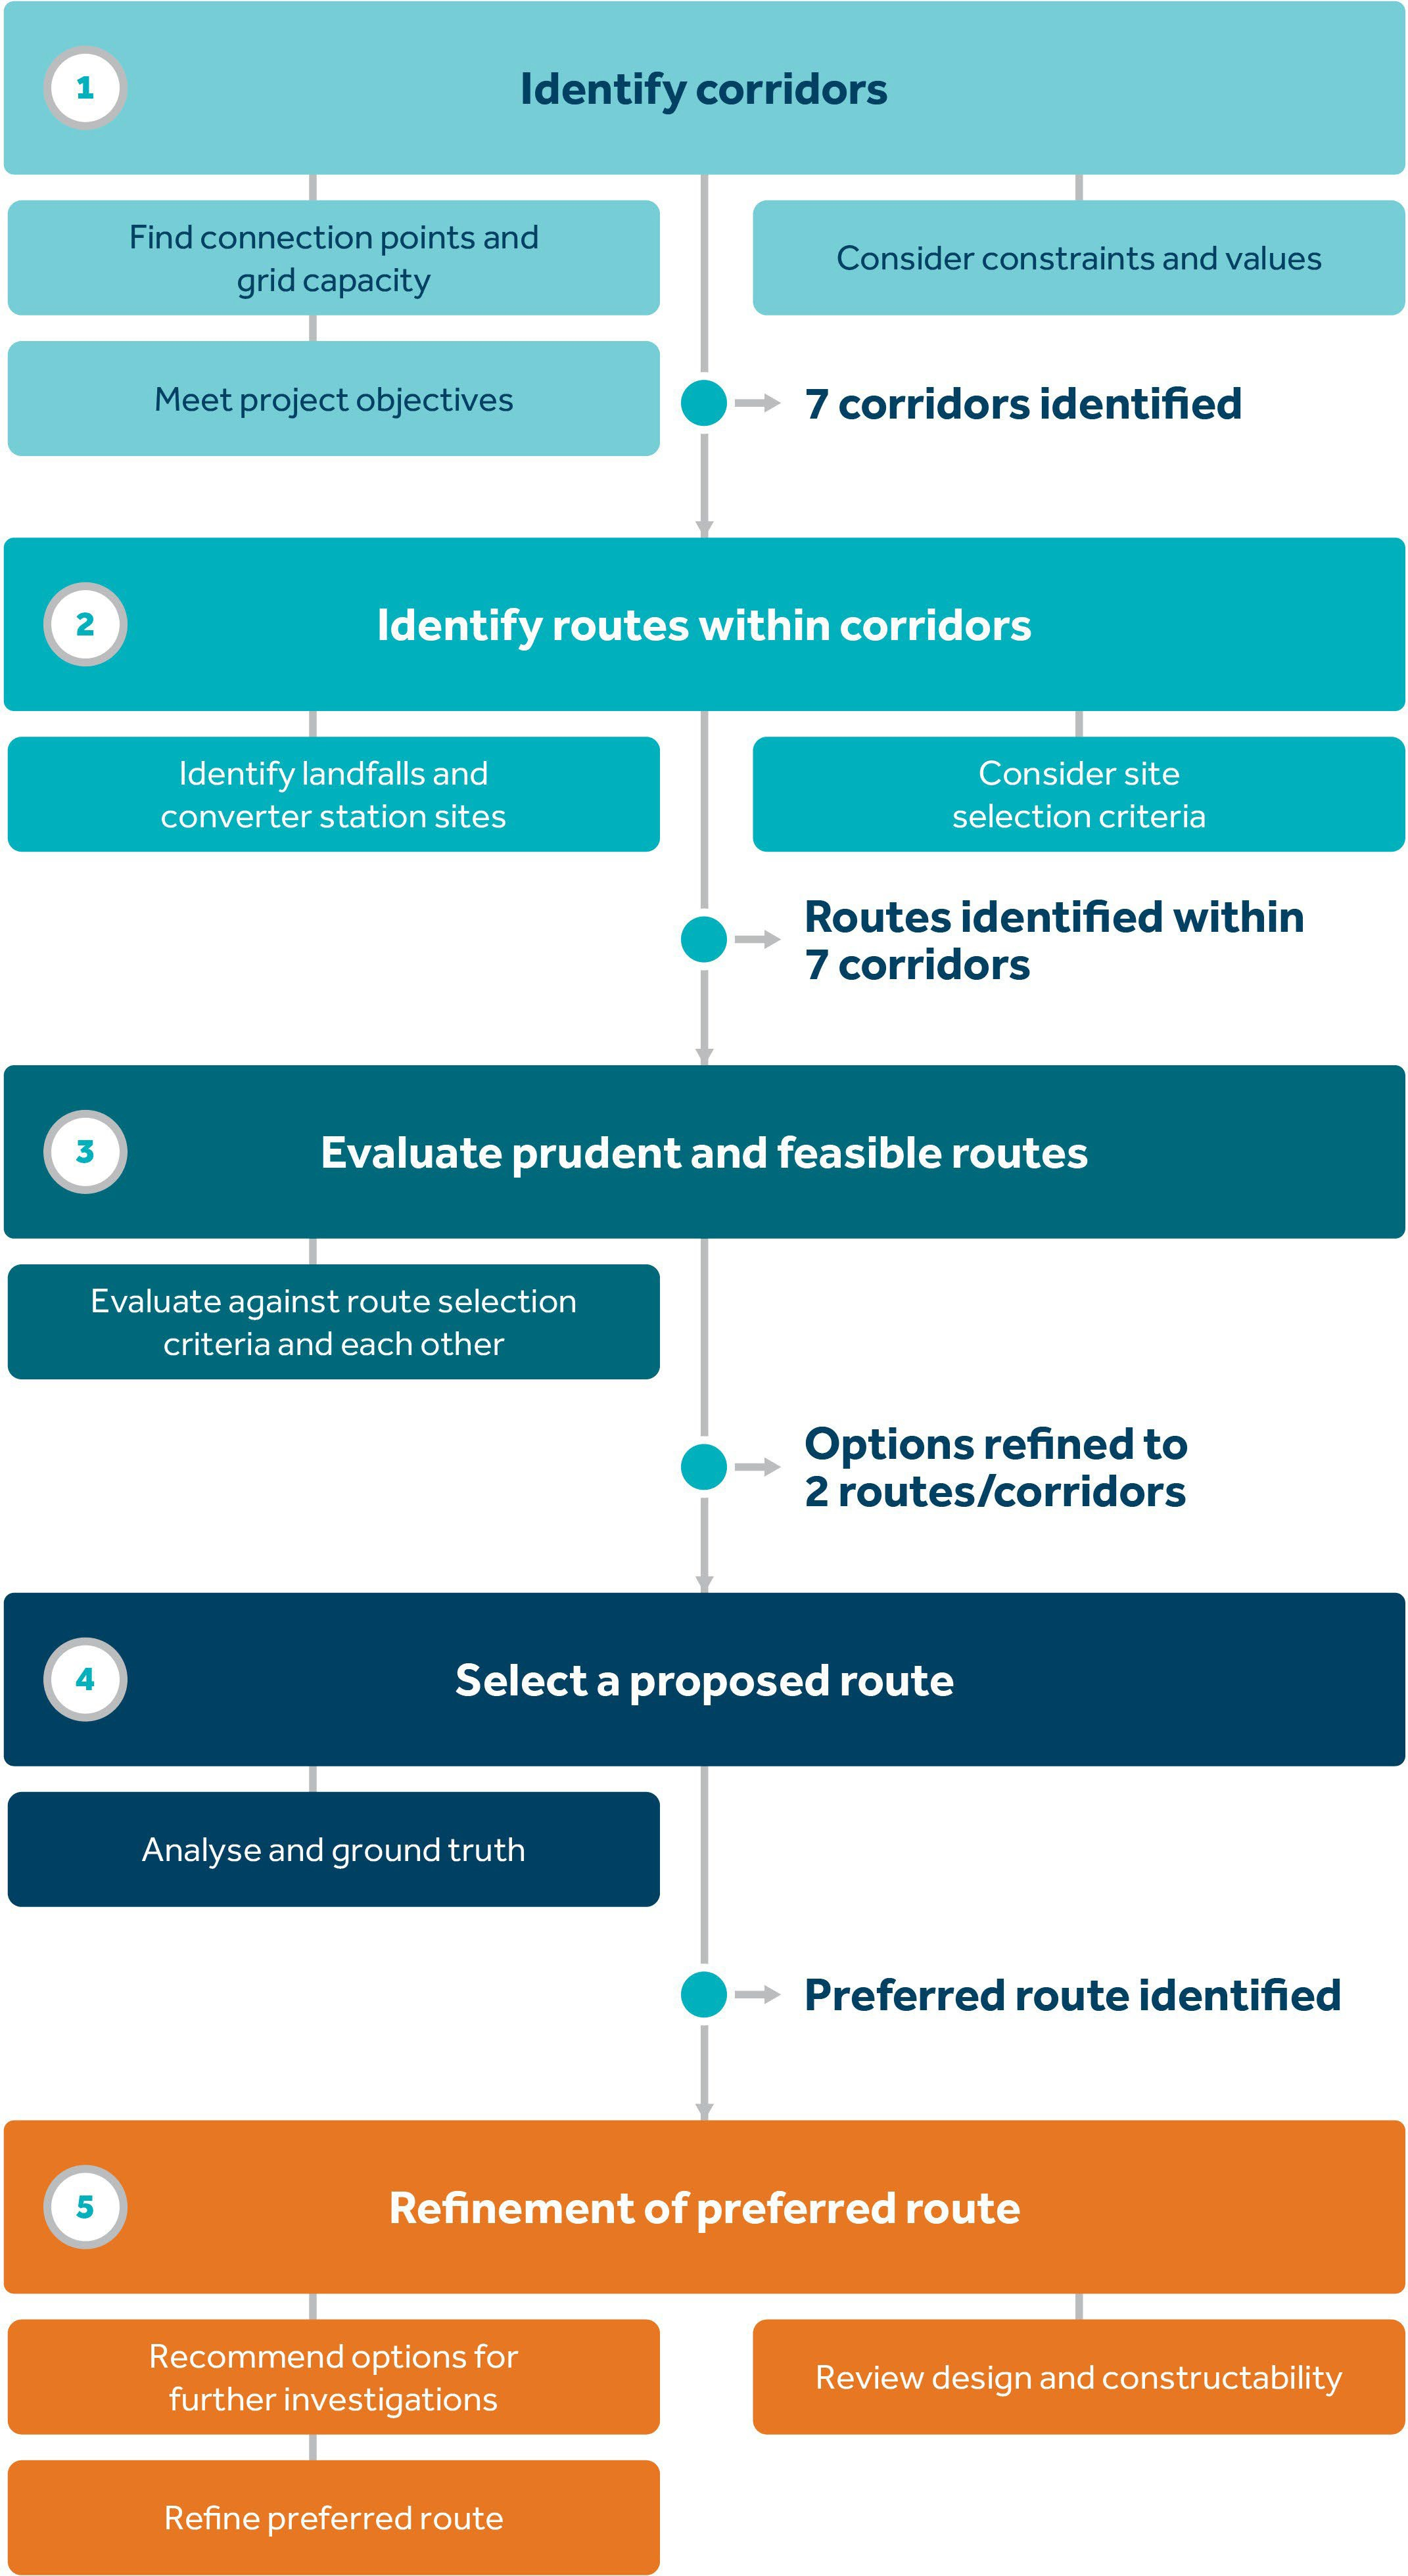 1
Identify corridors
Find connection points and
grid capacity
Consider constraints and values
Meet project objectives
7 corridors identified
2
Identify routes within corridors
Identify landfalls and
converter station sites
Consider site
selection criteria
Routes identified within
7 corridors
3
Evaluate prudent and feasible routes
Evaluate against route selection
criteria and each other
Options refined to
2 routes/corridors
4
Select a proposed route
Analyse and ground truth
Preferred route identified
5
Refinement of preferred route
Recommend options for
further investigations
Review design and constructability
Refine preferred route